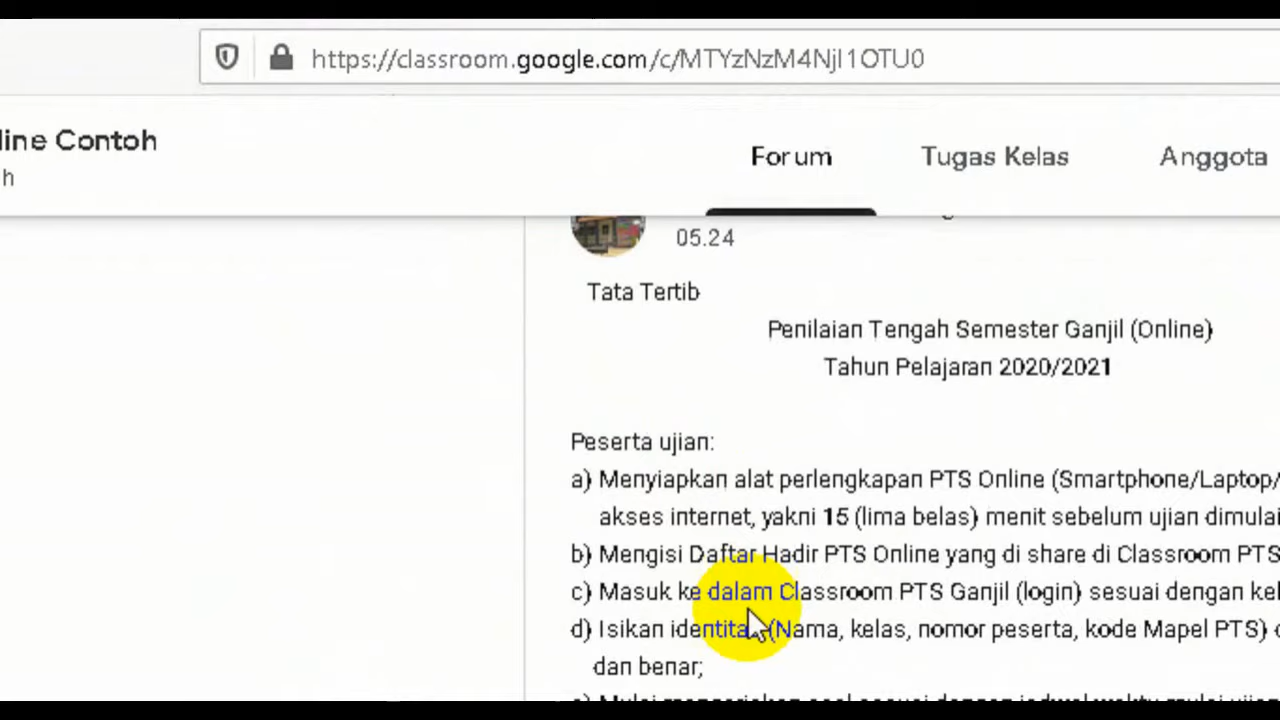 https://classroom.google.com/c/MTYzNzM4NjI1OTU0
line Contoh
h
Forum
Tugas Kelas
Anggota
05.24
Tata Tertib
Penilaian Tengah Semester Ganjil (Online)
Tahun Pelajaran 2020/2021
Peserta ujian:
a) Menyiapkan alat perlengkapan PTS Online (Smartphone/Laptop/
akses internet, yakni 15 (lima belas) menit sebelum ujian dimulai
b) Mengisi Daftar Hadir PTS Online yang di share di Classroom PTS
c) Masuk ke dalam Classroom PTS Ganjil (login) sesuai dengan kel
d) Isikan identitas (Nama, kelas, nomor peserta, kode Mapel PTS)
dan benar;